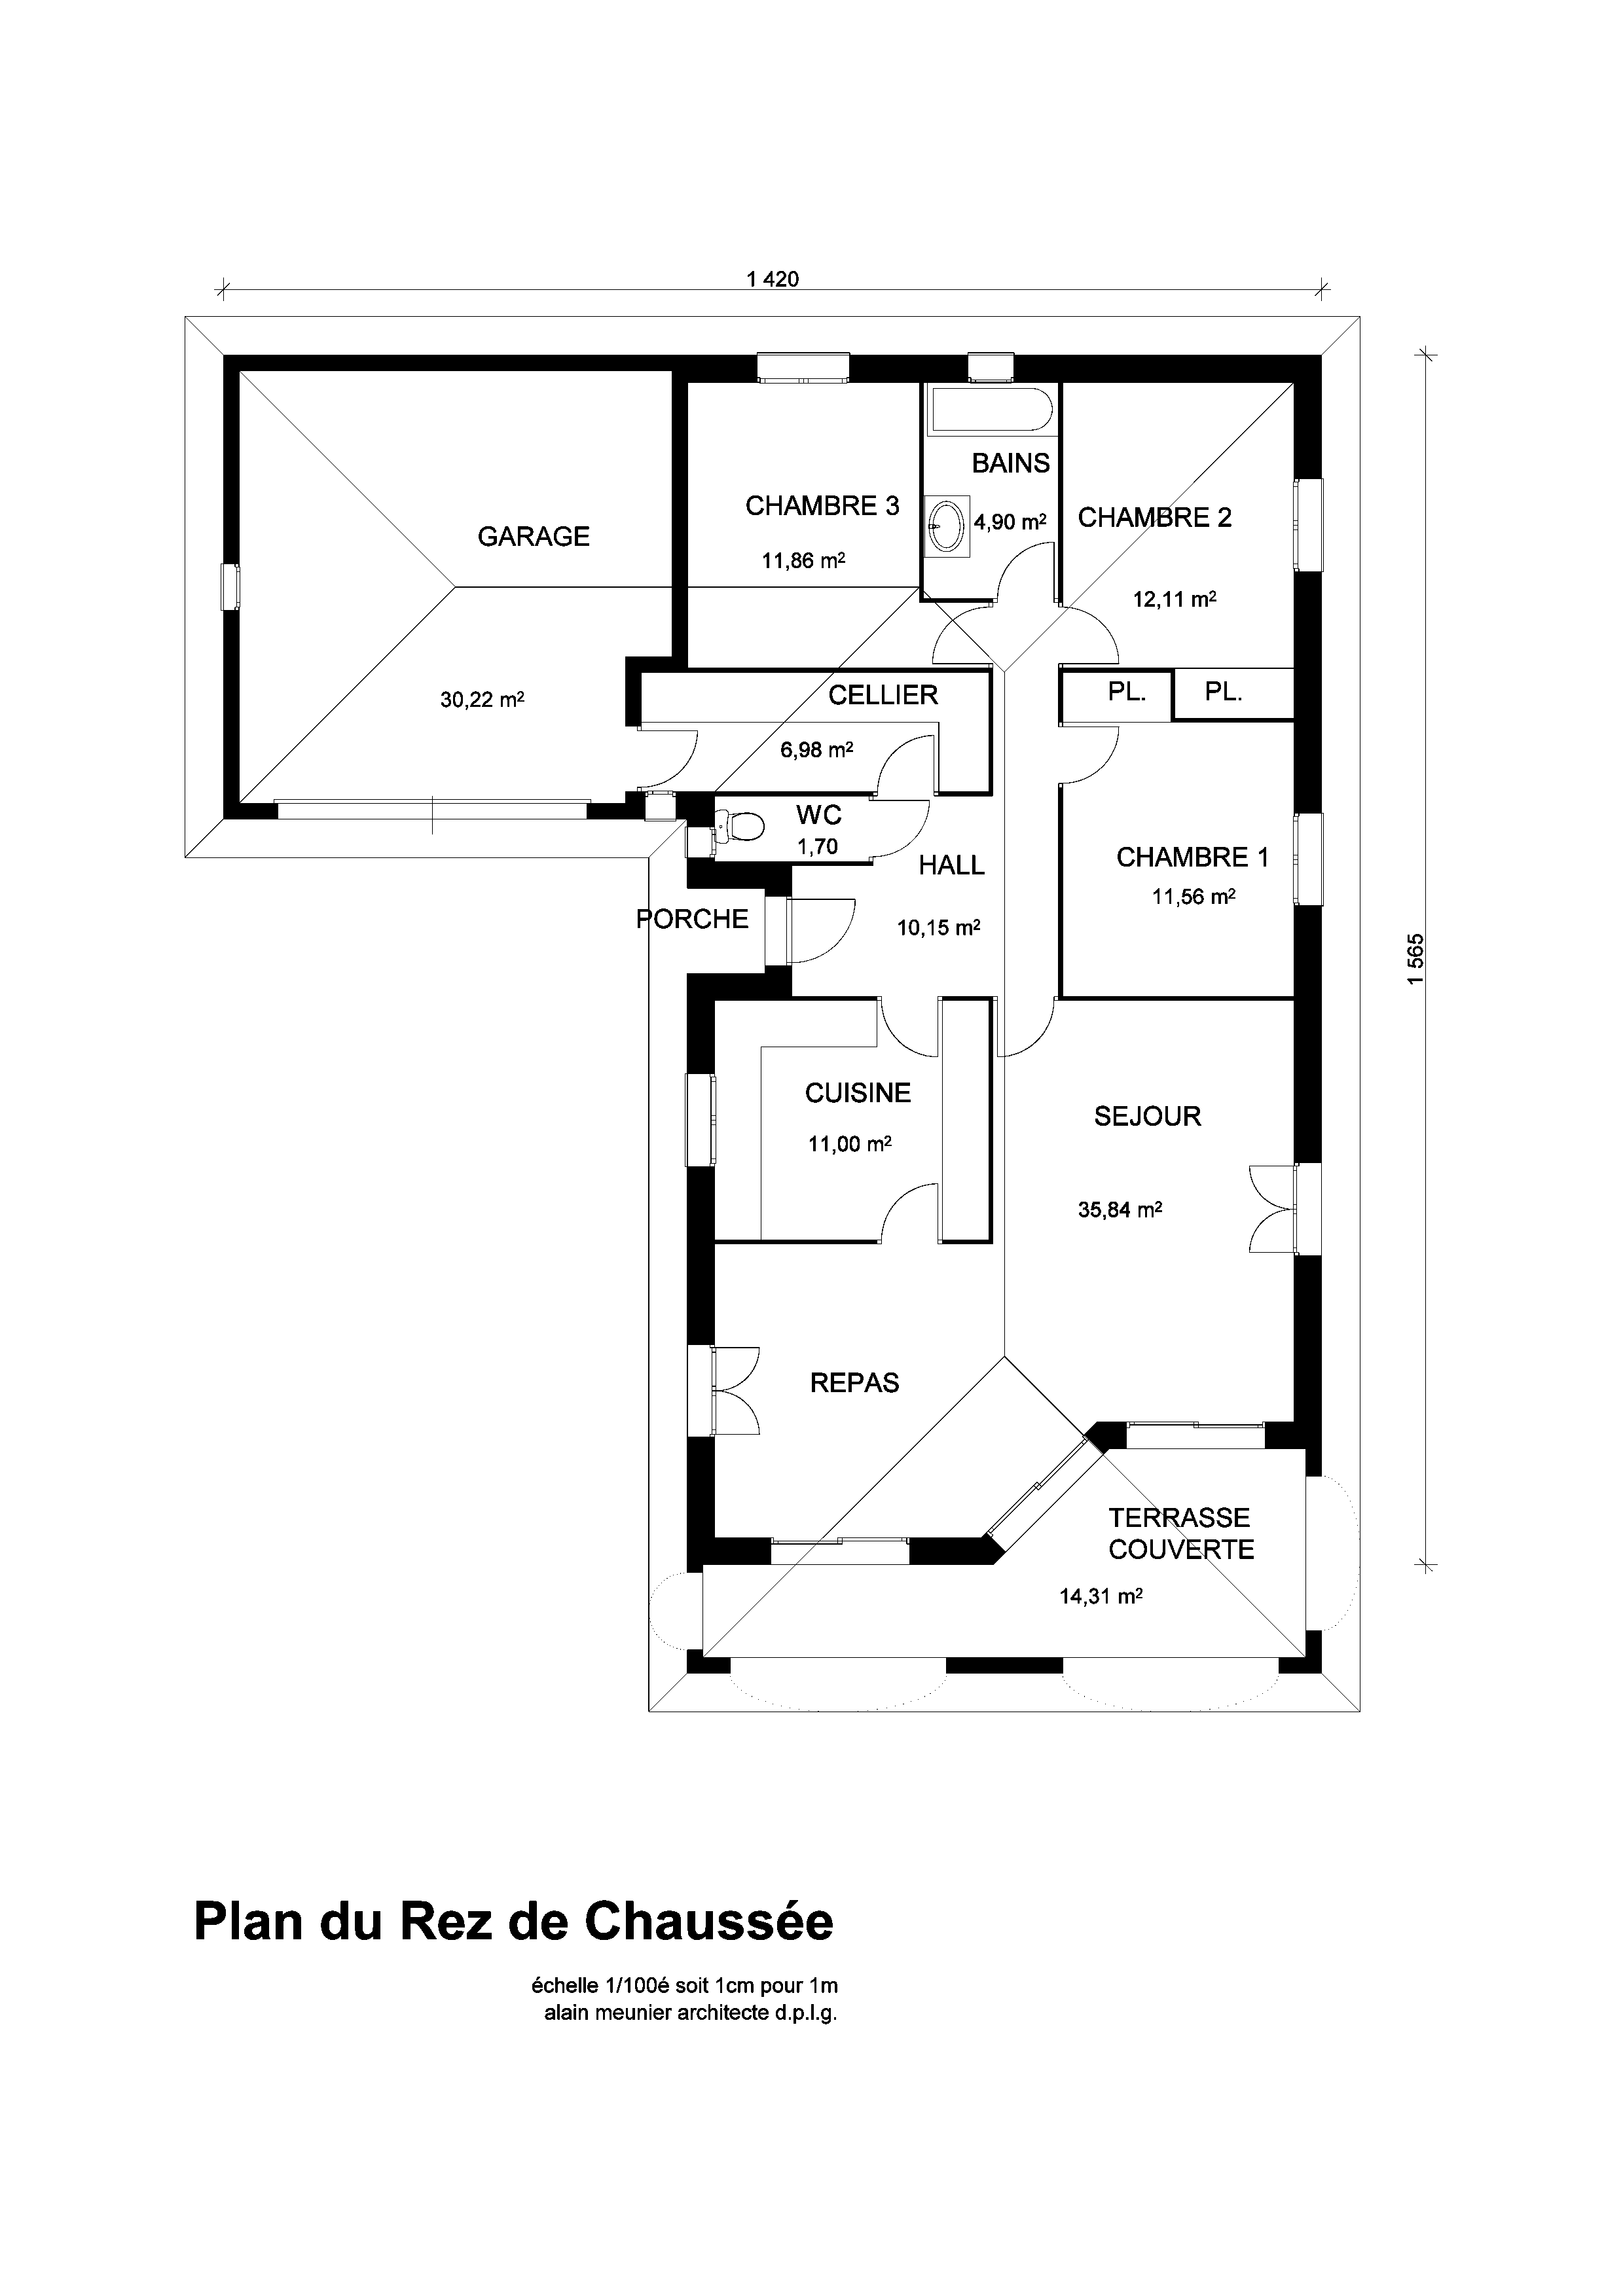 1 420
BAINS
CHAMBRE 3
4,90 m²
CHAMBRE 2
GARAGE
11,86 m²
12,11 m²
30,22 m²
CELLIER
PL.
PL.
6,98 m²
WC
1,70
HALL
CHAMBRE 1
11,56 m²
PORCHE
10,15 m²
1 565
CUISINE
11,00 m²
SEJOUR
35,84 m²
REPAS
TERRASSE
COUVERTE
14,31 m²
Plan du Rez de Chaussée
échelle 1/100é soit 1cm pour 1m
alain meunier architecte d.p.l.g.